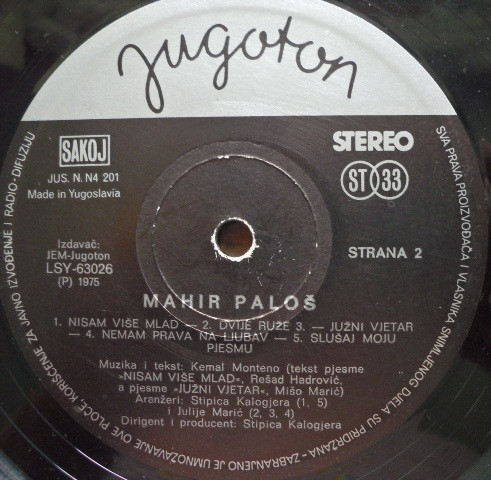 jugoton
SAKOJ
JUS. N. N4 201
Made in Yugoslavia
STEREO
ST 33
Izdavač:
JEM-Jugoton
LSY-63026
(P) 1975
STRANA 2
MAHIR PALOŠ
1. NISAM VIŠE MLAD — 2. DVIJE RUŽE 3. — JUŽNI VJETAR
— 4. NEMAM PRAVA NA LJUBAV — 5. SLUŠAJ MOJU
PJESMU
Muzika i tekst: Kemal Monteno (tekst pjesme
»NISAM VIŠE MLAD«, Rešad Hadrović,
a pjesme »JUŽNI VJETAR«, Mišo Marić)
Aranžeri: Stipica Kalogjera (1, 5)
i Julije Marić (2, 3, 4)
Dirigent i producent: Stipica Kalogjera
SVA PRAVA PROIZVOĐAČA I VLASNIKA SNIMLJENOG DJELA SU PRIDRŽANA - ZABRANJENO JE UMNOŽAVANJE OVE PLOČE, KORIŠĆENJE ZA JAVNO IZVOĐENJE I RADIO-DIFUZIJU